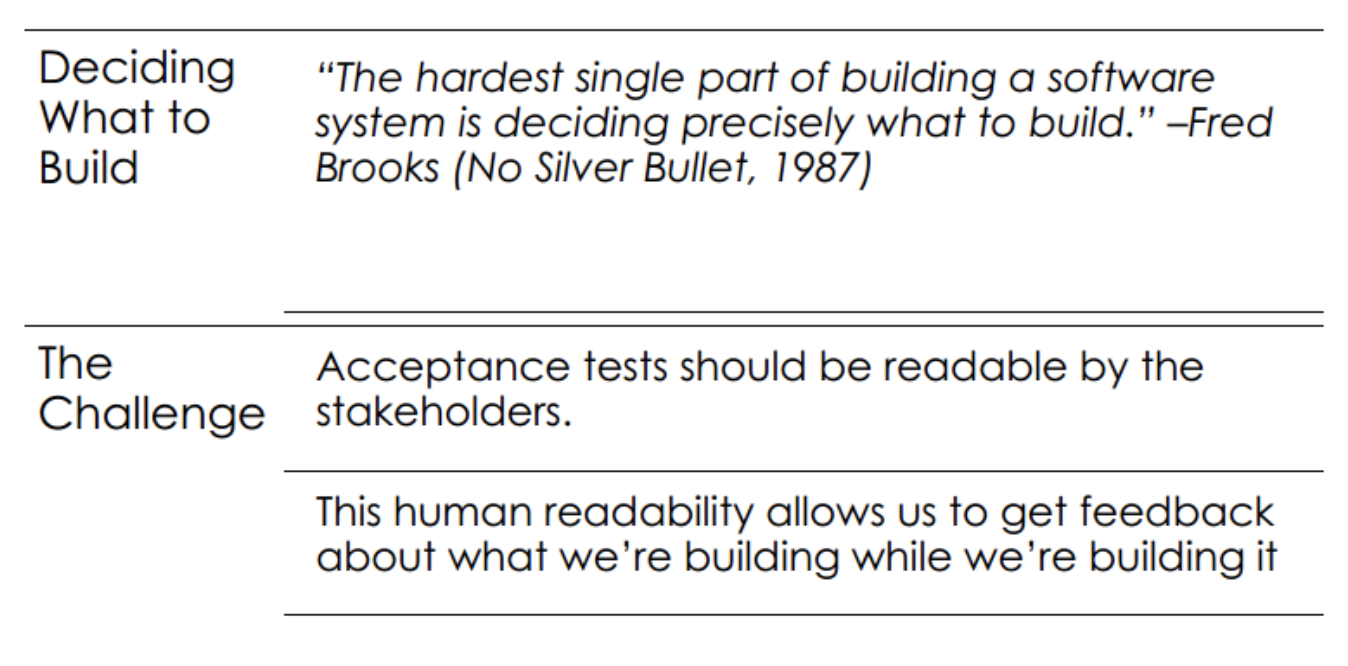 Deciding
What to
Build
“The hardest single part of building a software
system is deciding precisely what to build.” –Fred
Brooks (No Silver Bullet, 1987)
The
Challenge
Acceptance tests should be readable by the
stakeholders.
This human readability allows us to get feedback
about what we’re building while we’re building it